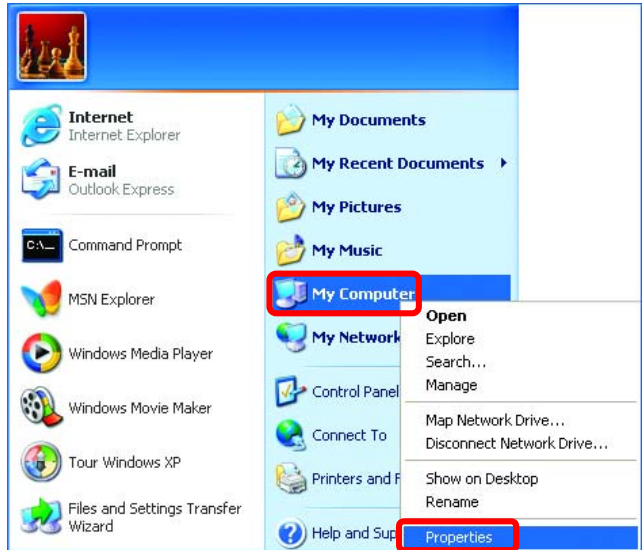 Internet
Internet Explorer
E-mail
Outlook Express
C:\_
Command Prompt
MSN Explorer
Windows Media Player
Windows Movie Maker
Tour Windows XP
Files and Settings Transfer
Wizard
My Documents
My Recent Documents
My Pictures
My Music
My Computer
My Network
Control Panel
Connect To
Printers and F
Help and Sup
Open
Explore
Search...
Manage
Map Network Drive...
Disconnect Network Drive...
Show on Desktop
Rename
Properties